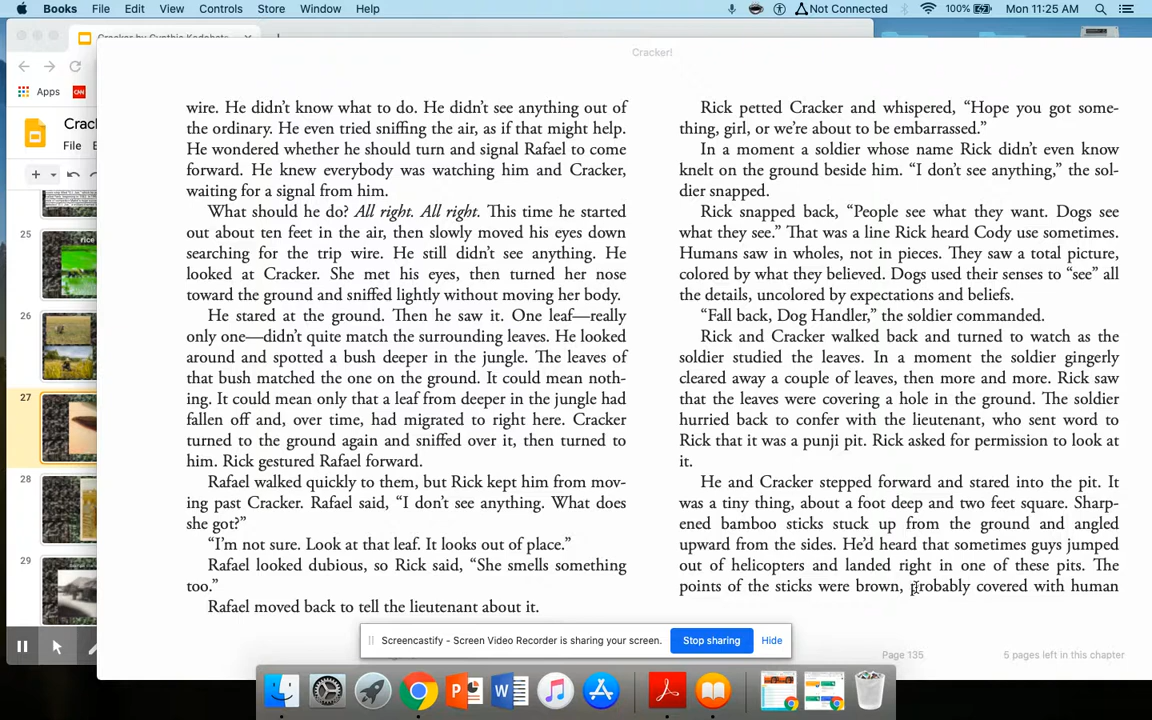 Books File Edit View Controls Store Window Help Not Connected 100% Mon 11:25 AM
Cracker!
Apps CNN
Crac
File E
25
26
27
28
29
wire. He didn’t know what to do. He didn’t see anything out of
the ordinary. He even tried sniffing the air, as if that might help.
He wondered whether he should turn and signal Rafael to come
forward. He knew everybody was watching him and Cracker,
waiting for a signal from him.
What should he do? All right. All right. This time he started
out about ten feet in the air, then slowly moved his eyes down
searching for the trip wire. He still didn’t see anything. He
looked at Cracker. She met his eyes, then turned her nose
toward the ground and sniffed lightly without moving her body.
He stared at the ground. Then he saw it. One leaf—really
only one—didn’t quite match the surrounding leaves. He looked
around and spotted a bush deeper in the jungle. The leaves of
that bush matched the one on the ground. It could mean noth-
ing. It could mean only that a leaf from deeper in the jungle had
fallen off and, over time, had migrated to right here. Cracker
turned to the ground again and sniffed over it, then turned to
him. Rick gestured Rafael forward.
Rafael walked quickly to them, but Rick kept him from mov-
ing past Cracker. Rafael said, “I don’t see anything. What does
she got?”
“I’m not sure. Look at that leaf. It looks out of place.”
Rafael looked dubious, so Rick said, “She smells something
too.”
Rafael moved back to tell the lieutenant about it.
Rick petted Cracker and whispered, “Hope you got some-
thing, girl, or we’re about to be embarrassed.”
In a moment a soldier whose name Rick didn’t even know
knelt on the ground beside him. “I don’t see anything,” the sol-
dier snapped.
Rick snapped back, “People see what they want. Dogs see
what they see.” That was a line Rick heard Cody use sometimes.
Humans saw in wholes, not in pieces. They saw a total picture,
colored by what they believed. Dogs used their senses to “see” all
the details, uncolored by expectations and beliefs.
“Fall back, Dog Handler,” the soldier commanded.
Rick and Cracker walked back and turned to watch as the
soldier studied the leaves. In a moment the soldier gingerly
cleared away a couple of leaves, then more and more. Rick saw
that the leaves were covering a hole in the ground. The soldier
hurried back to confer with the lieutenant, who sent word to
Rick that it was a punji pit. Rick asked for permission to look at
it.
He and Cracker stepped forward and stared into the pit. It
was a tiny thing, about a foot deep and two feet square. Sharp-
ened bamboo sticks stuck up from the ground and angled
upward from the sides. He’d heard that sometimes guys jumped
out of helicopters and landed right in one of these pits. The
points of the sticks were brown, probably covered with human
Screencastify - Screen Video Recorder is sharing your screen. Stop sharing Hide
Page 135 5 pages left in this chapter